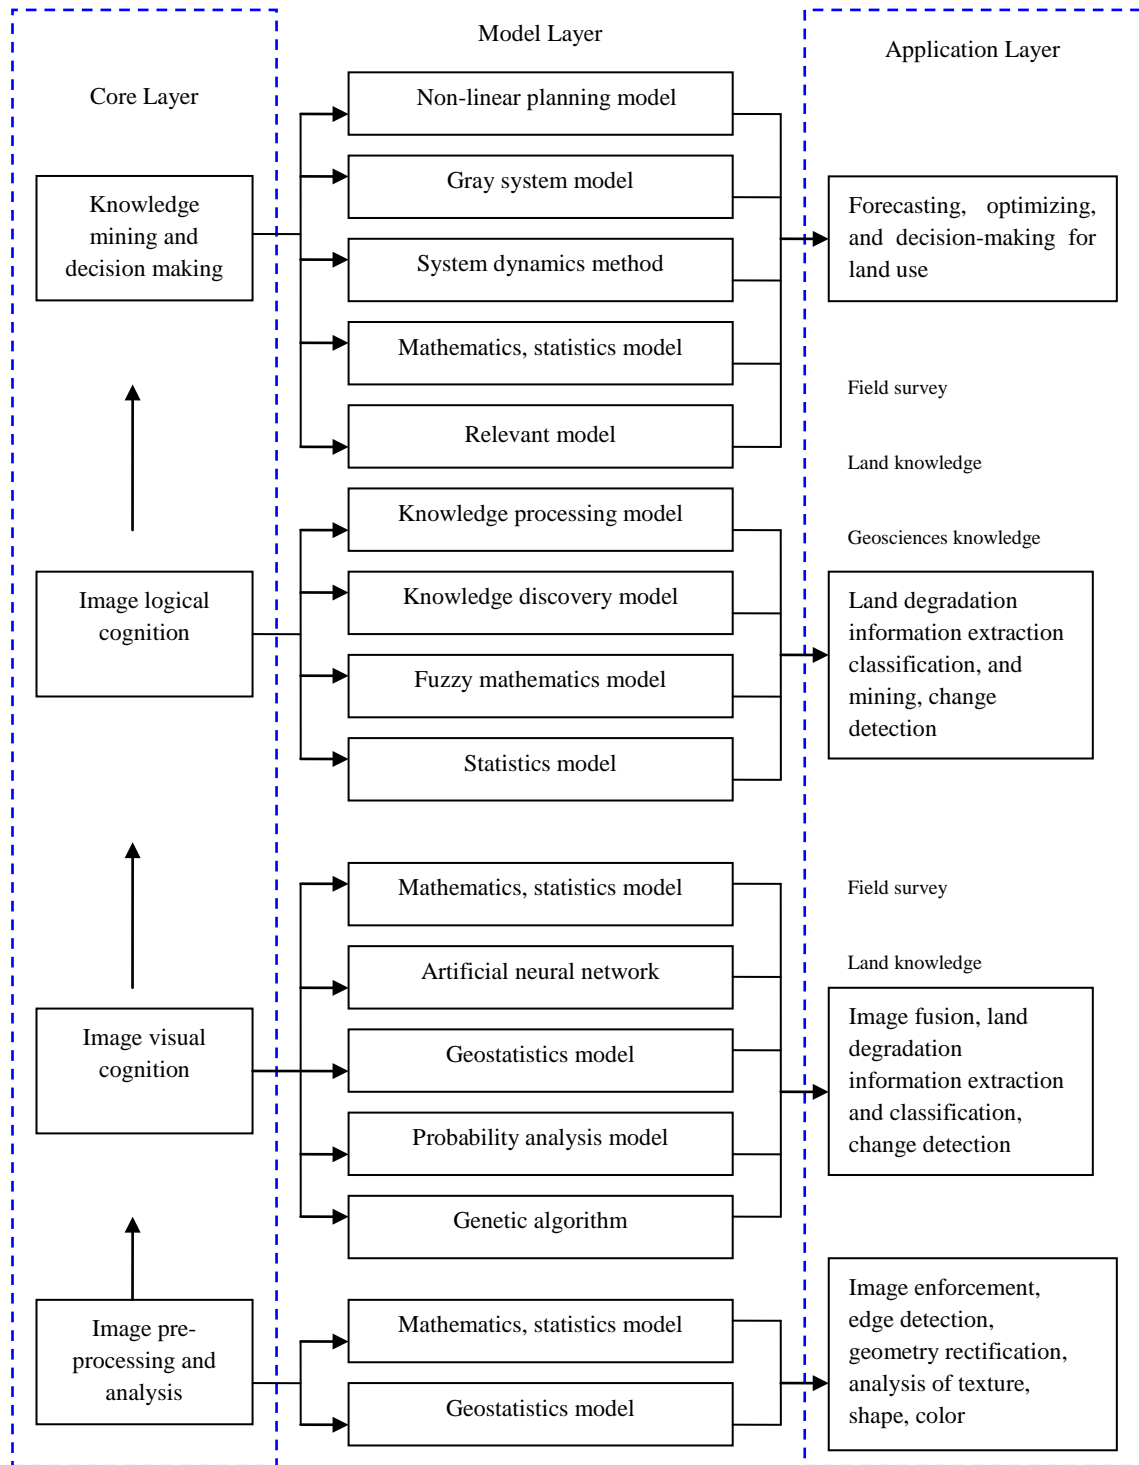 Model Layer
Application Layer
Core Layer
Non-linear planning model
Gray system model
System dynamics method
Mathematics, statistics model
Relevant model
Knowledge
mining and
decision making
Forecasting, optimizing,
and decision-making for
land use
Field survey
Land knowledge
Geosciences knowledge
Knowledge processing model
Knowledge discovery model
Fuzzy mathematics model
Statistics model
Image logical
cognition
Land degradation
information extraction
classification, and
mining, change
detection
Mathematics, statistics model
Artificial neural network
Geostatistics model
Probability analysis model
Genetic algorithm
Field survey
Land knowledge
Image visual
cognition
Image fusion, land
degradation
information extraction
and classification,
change detection
Image pre-
processing and
analysis
Mathematics, statistics model
Geostatistics model
Image enforcement,
edge detection,
geometry rectification,
analysis of texture,
shape, color